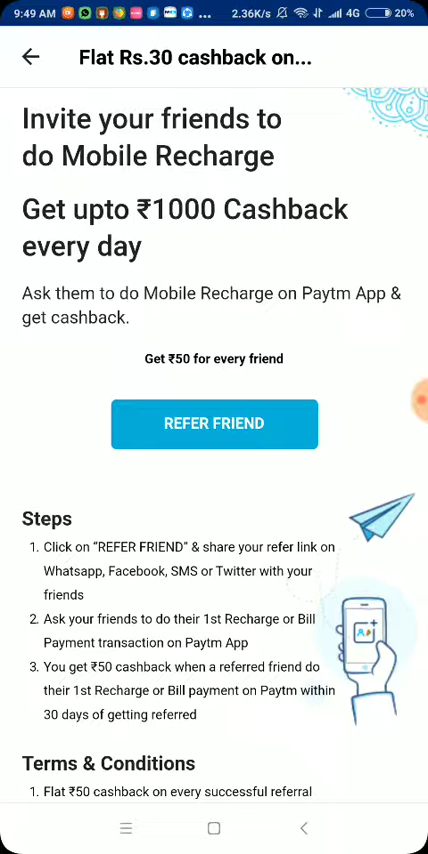 9:49 AM ... 2.36K/s 4G 20%
Flat Rs.30 cashback on...
Invite your friends to
do Mobile Recharge
Get upto ₹1000 Cashback
every day
Ask them to do Mobile Recharge on Paytm App &
get cashback.
Get ₹50 for every friend
REFER FRIEND
Steps
1. Click on “REFER FRIEND” & share your refer link on
Whatsapp, Facebook, SMS or Twitter with your
friends
2. Ask your friends to do their 1st Recharge or Bill
Payment transaction on Paytm App
3. You get ₹50 cashback when a referred friend do
their 1st Recharge or Bill payment on Paytm within
30 days of getting referred
Terms & Conditions
1. Flat ₹50 cashback on every successful referral